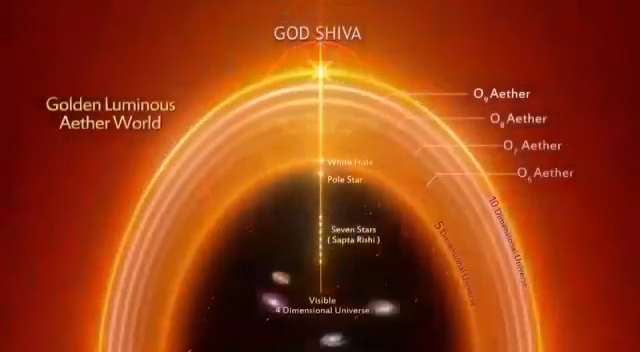 GOD SHIVA
Golden Luminous
Aether World
O9 Aether
O8 Aether
O7 Aether
O6 Aether
White Hole
Pole Star
Seven Stars
( Sapta Rishi )
10 Dimensional Universe
5 Dimensional Universe
Visible
4 Dimensional Universe